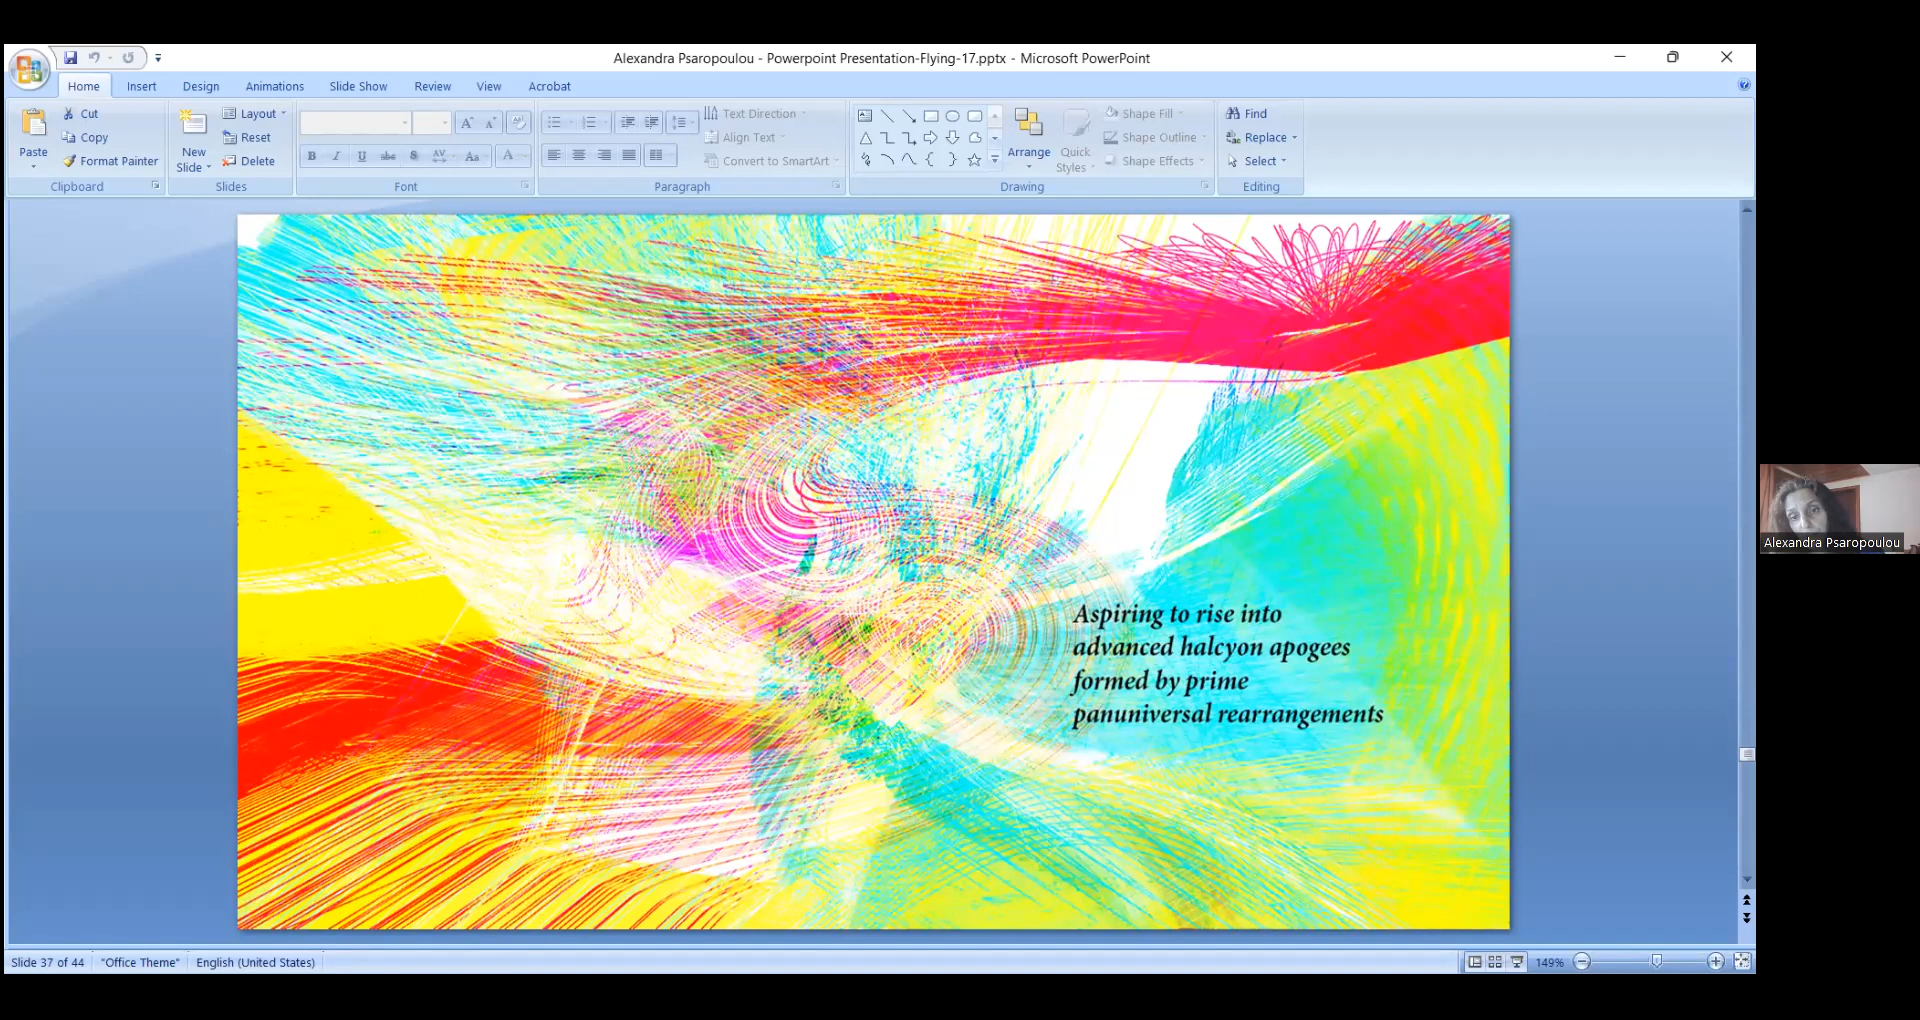 Alexandra Psaropoulou - Powerpoint Presentation-Flying-17.pptx - Microsoft PowerPoint
Home Insert Design Slide Show Animations Review View Acrobat
Paste
Cut
Copy
Format Painter
Clipboard
New Slide
Layout
Reset
Delete
Slides
B I U abc S AV Aa A
Font
Text Direction
Align Text
Convert to SmartArt
Paragraph
Arrange
Quick Styles
Shape Fill
Shape Outline
Shape Effects
Drawing
Find
Replace
Select
Editing
Aspiring to rise into
advanced halcyon apogees
formed by prime
panuniversal rearrangements
Alexandra Psaropoulou
Slide 37 of 44 "Office Theme" English (United States) 149%